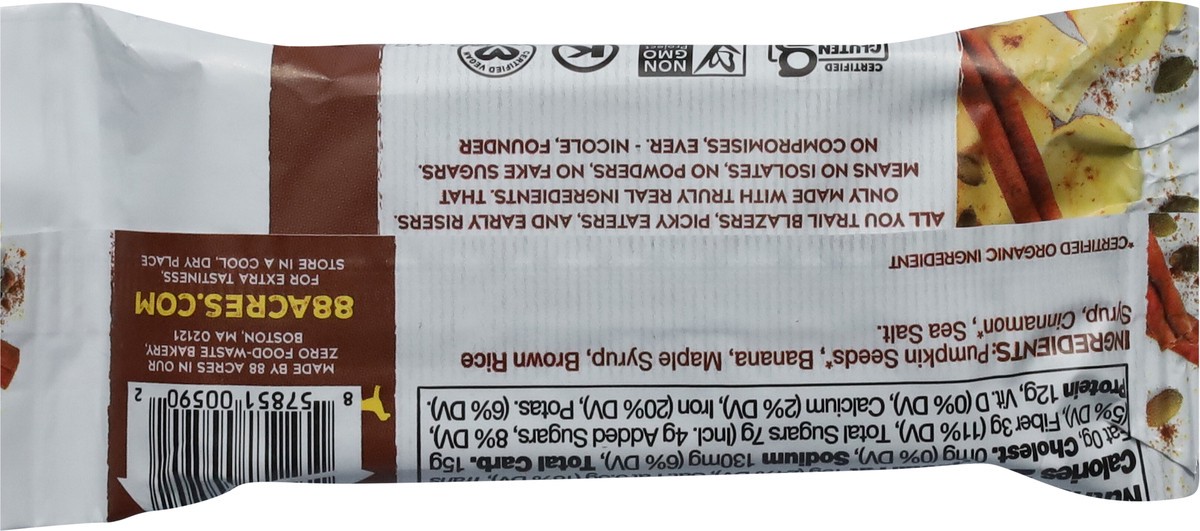 Calories
Fat 0g, Cholest. 0mg (0% DV), Sodium 130mg (6% DV), Total Carb. 15g
(5% DV), Fiber 3g (11% DV), Total Sugars 7g (Incl. 4g Added Sugars, 8% DV),
Protein 12g, Vit. D (0% DV), Calcium (2% DV), Iron (20% DV), Potas. (6% DV).
INGREDIENTS: Pumpkin Seeds*, Banana, Maple Syrup, Brown Rice
Syrup, Cinnamon*, Sea Salt.
*CERTIFIED ORGANIC INGREDIENT
8 57851 00590 2
MADE BY 88 ACRES IN OUR
ZERO FOOD-WASTE BAKERY,
BOSTON, MA 02121
88ACRES.COM
FOR EXTRA TASTINESS,
STORE IN A COOL, DRY PLACE
ALL YOU TRAIL BLAZERS, PICKY EATERS, AND EARLY RISERS.
ONLY MADE WITH TRULY REAL INGREDIENTS. THAT
MEANS NO ISOLATES, NO POWDERS, NO FAKE SUGARS.
NO COMPROMISES, EVER. - NICOLE, FOUNDER
CERTIFIED
GLUTEN
NON
GMO
Project
K
CERTIFIED VEGAN